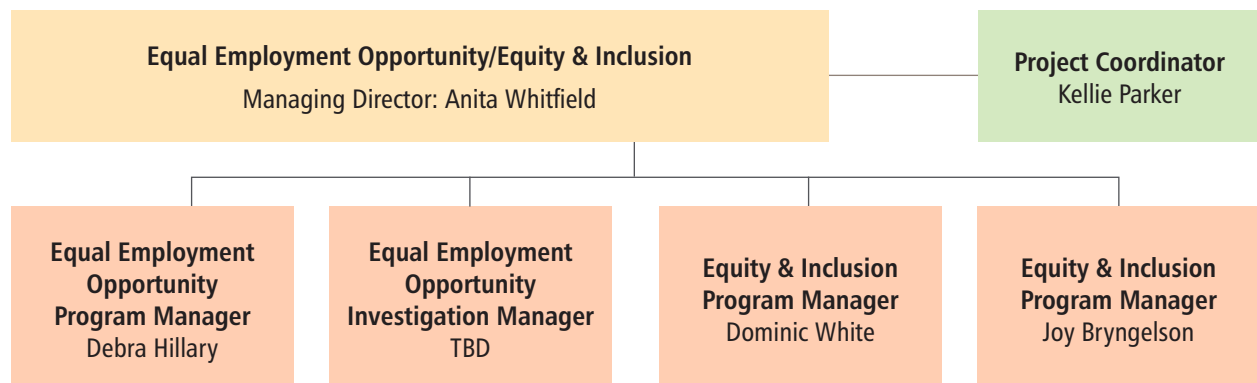 Equal Employment Opportunity/Equity & Inclusion
Managing Director: Anita Whitfield
Project Coordinator
Kellie Parker
Equal Employment
Opportunity
Program Manager
Debra Hillary
Equal Employment
Opportunity
Investigation Manager
TBD
Equity & Inclusion
Program Manager
Dominic White
Equity & Inclusion
Program Manager
Joy Bryngelson